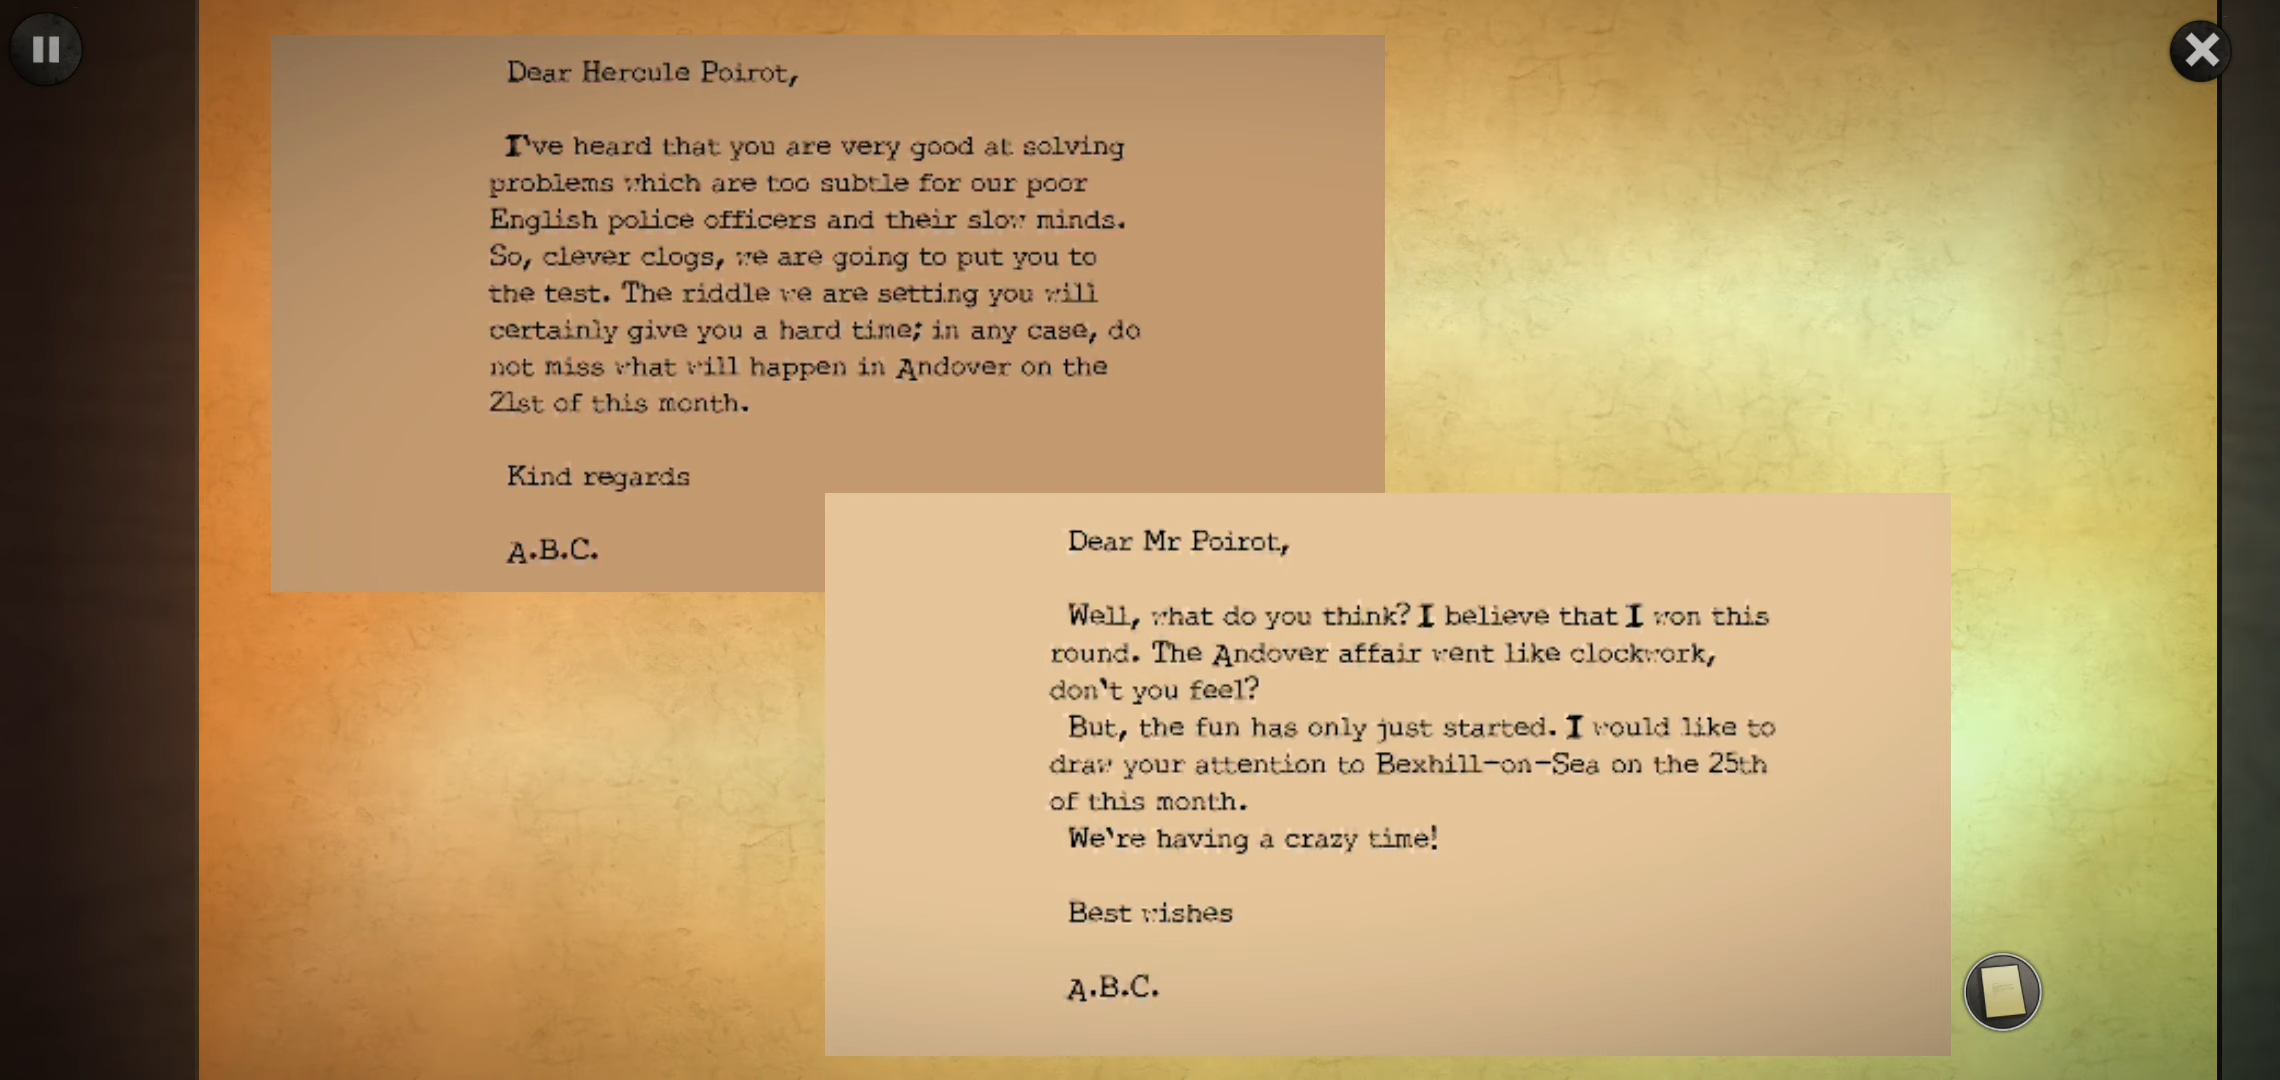 Dear Hercule Poirot,
I've heard that you are very good at solving
problems which are too subtle for our poor
English police officers and their slow minds.
So, clever clogs, we are going to put you to
the test. The riddle we are setting you will
certainly give you a hard time; in any case, do
not miss what will happen in Andover on the
21st of this month.
Kind regards
A.B.C.
Dear Mr Poirot,
Well, what do you think? I believe that I won this
round. The Andover affair went like clockwork,
don't you feel?
But, the fun has only just started. I would like to
draw your attention to Bexhill-on-Sea on the 25th
of this month.
We're having a crazy time!
Best wishes
A.B.C.